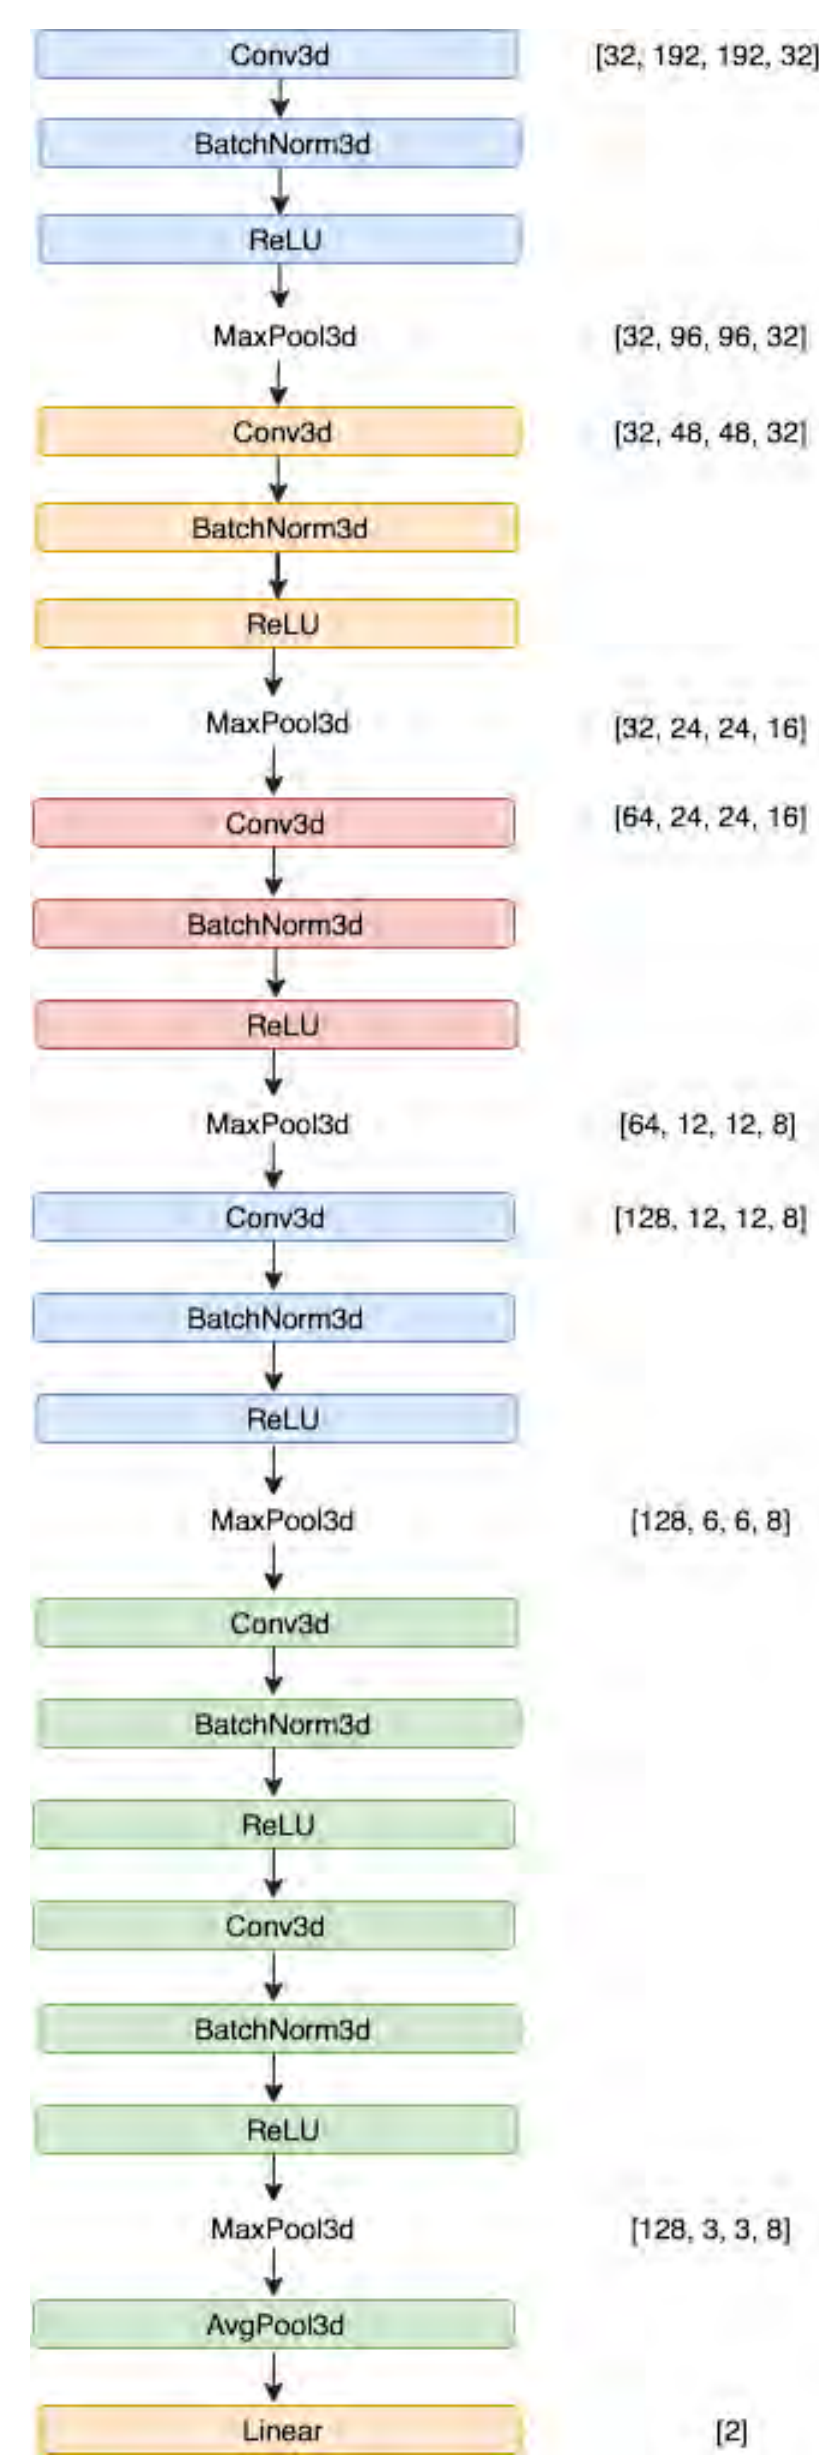 Conv3d [32, 192, 192, 32]
BatchNorm3d
ReLU
MaxPool3d [32, 96, 96, 32]
Conv3d [32, 48, 48, 32]
BatchNorm3d
ReLU
MaxPool3d [32, 24, 24, 16]
Conv3d [64, 24, 24, 16]
BatchNorm3d
ReLU
MaxPool3d [64, 12, 12, 8]
Conv3d [128, 12, 12, 8]
BatchNorm3d
ReLU
MaxPool3d [128, 6, 6, 8]
Conv3d
BatchNorm3d
ReLU
Conv3d
BatchNorm3d
ReLU
MaxPool3d [128, 3, 3, 8]
AvgPool3d
Linear [2]